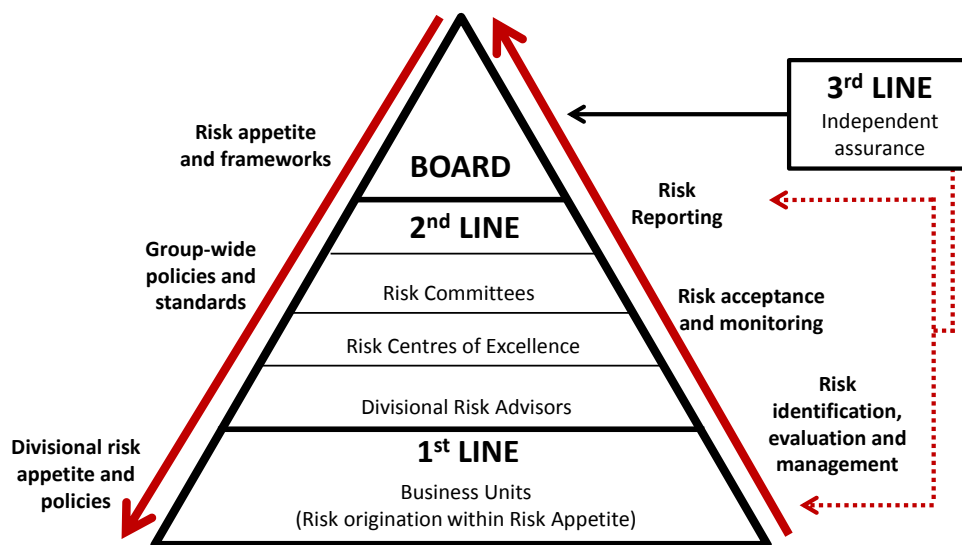 3rd LINE
Independent
assurance
Risk appetite
and frameworks
BOARD
Risk
Reporting
2nd LINE
Group-wide
policies and
standards
Risk Committees
Risk acceptance
and monitoring
Risk Centres of Excellence
Risk
identification,
evaluation and
management
Divisional Risk Advisors
Divisional risk
appetite and
policies
1st LINE
Business Units
(Risk origination within Risk Appetite)